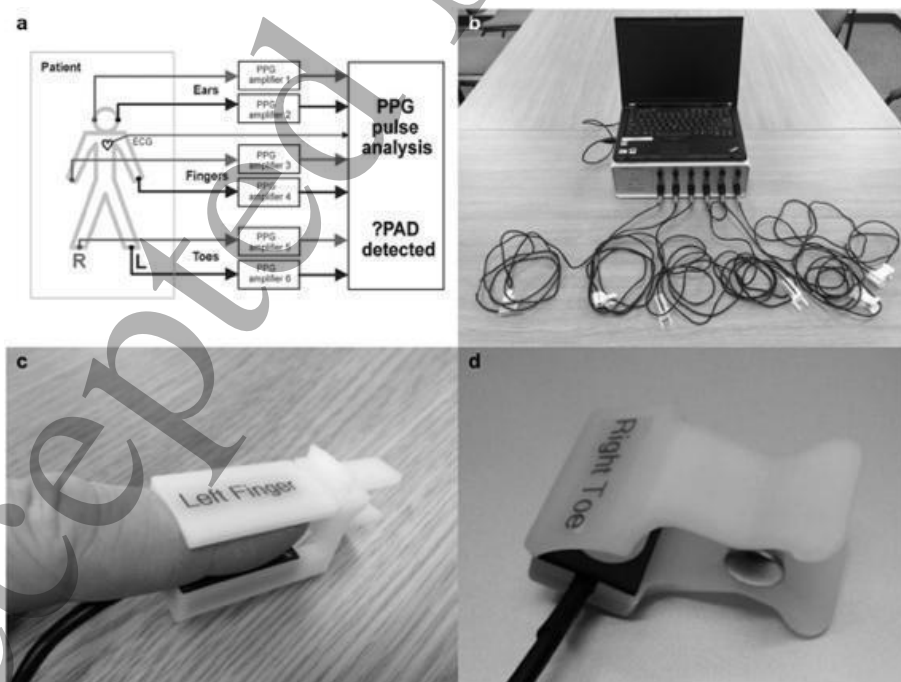 a
Patient
Ears
ECG
Fingers
Toes
R
L
PPG
amplifier 1
PPG
amplifier 2
PPG
amplifier 3
PPG
amplifier 4
PPG
amplifier 5
PPG
amplifier 6
PPG
pulse
analysis
?PAD
detected
b
c
Left Finger
d
Right Toe